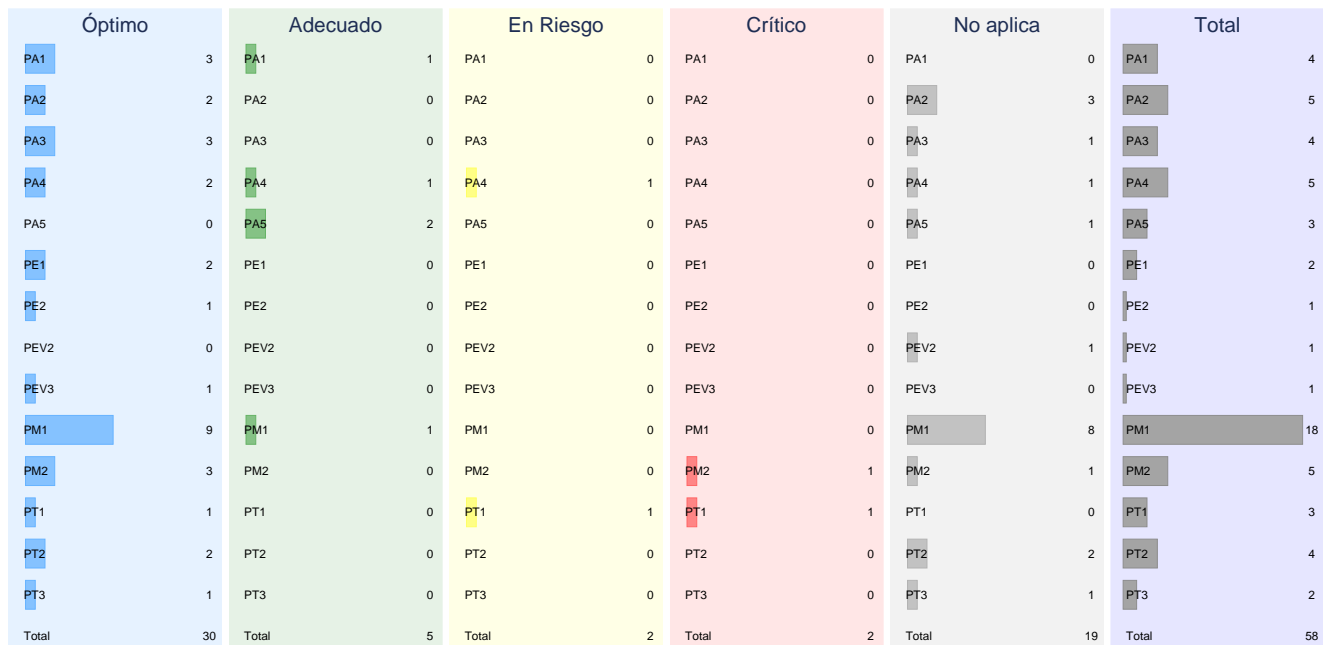 Óptimo Adecuado En Riesgo Crítico No aplica Total
PA1 3 PA1 1 PA1 0 PA1 0 PA1 0 PA1 4
PA2 2 PA2 0 PA2 0 PA2 0 PA2 3 PA2 5
PA3 3 PA3 0 PA3 0 PA3 0 PA3 1 PA3 4
PA4 2 PA4 1 PA4 1 PA4 0 PA4 1 PA4 5
PA5 0 PA5 2 PA5 0 PA5 0 PA5 1 PA5 3
PE1 2 PE1 0 PE1 0 PE1 0 PE1 0 PE1 2
PE2 1 PE2 0 PE2 0 PE2 0 PE2 0 PE2 1
PEV2 0 PEV2 0 PEV2 0 PEV2 0 PEV2 1 PEV2 1
PEV3 1 PEV3 0 PEV3 0 PEV3 0 PEV3 0 PEV3 1
PM1 9 PM1 1 PM1 0 PM1 0 PM1 8 PM1 18
PM2 3 PM2 0 PM2 0 PM2 1 PM2 1 PM2 5
PT1 1 PT1 0 PT1 1 PT1 1 PT1 0 PT1 3
PT2 2 PT2 0 PT2 0 PT2 0 PT2 2 PT2 4
PT3 1 PT3 0 PT3 0 PT3 0 PT3 1 PT3 2
Total 30 Total 5 Total 2 Total 2 Total 19 Total 58